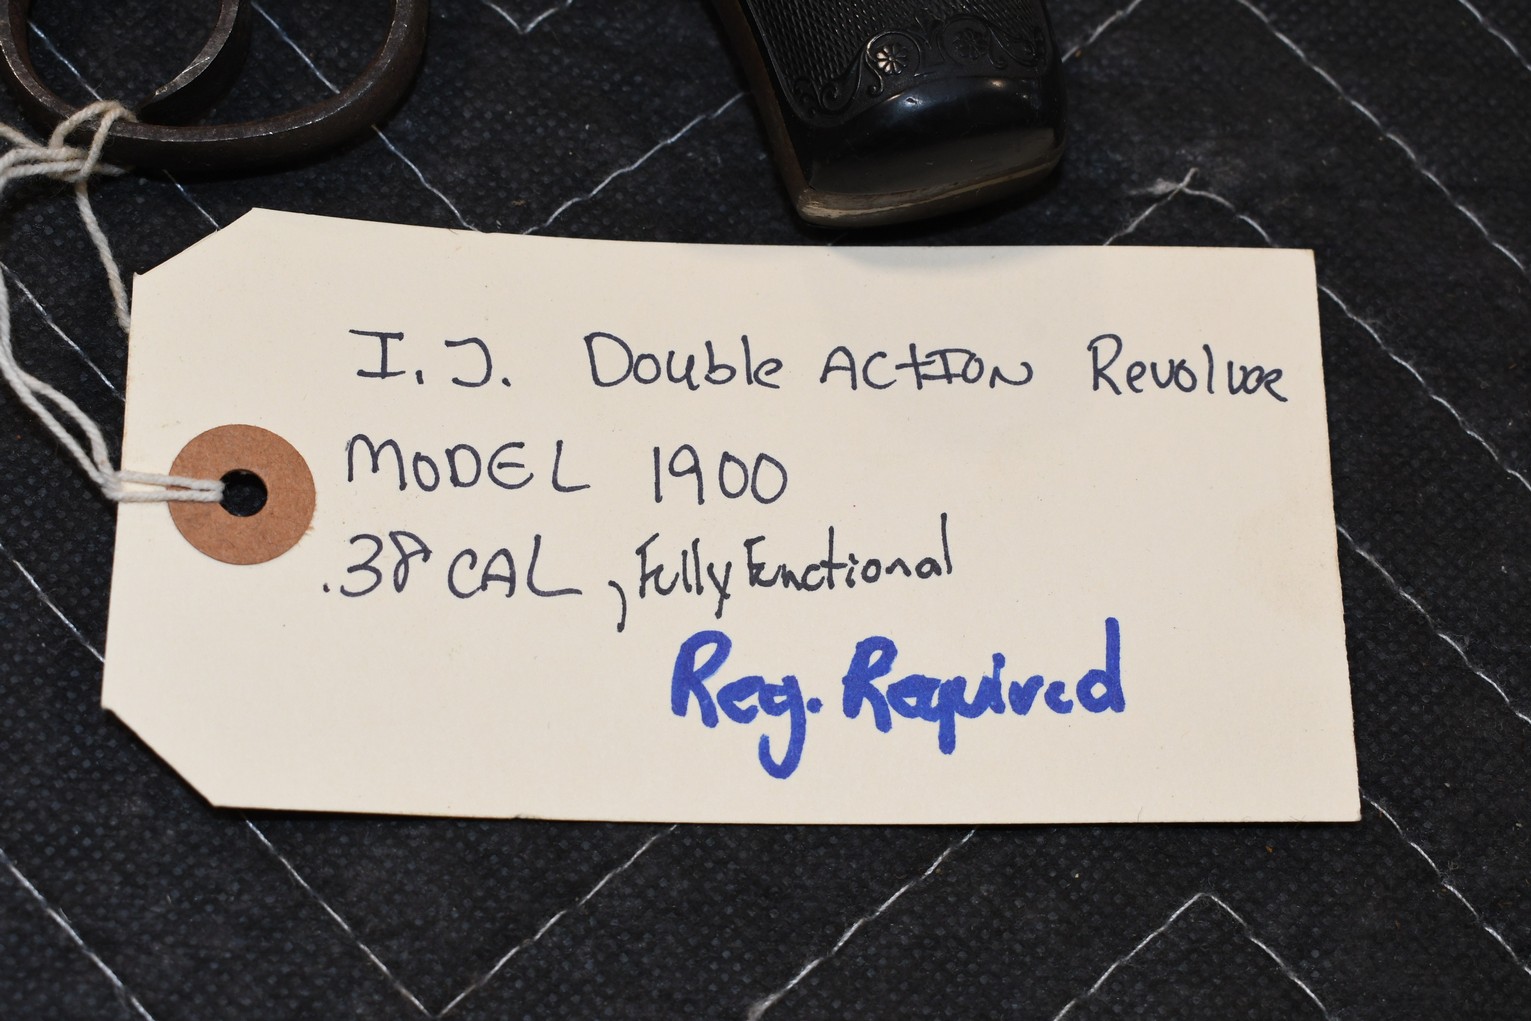 I.J. Double ACTION Revolver
MODEL 1900
.38 CAL, Fully Functional
Reg. Required